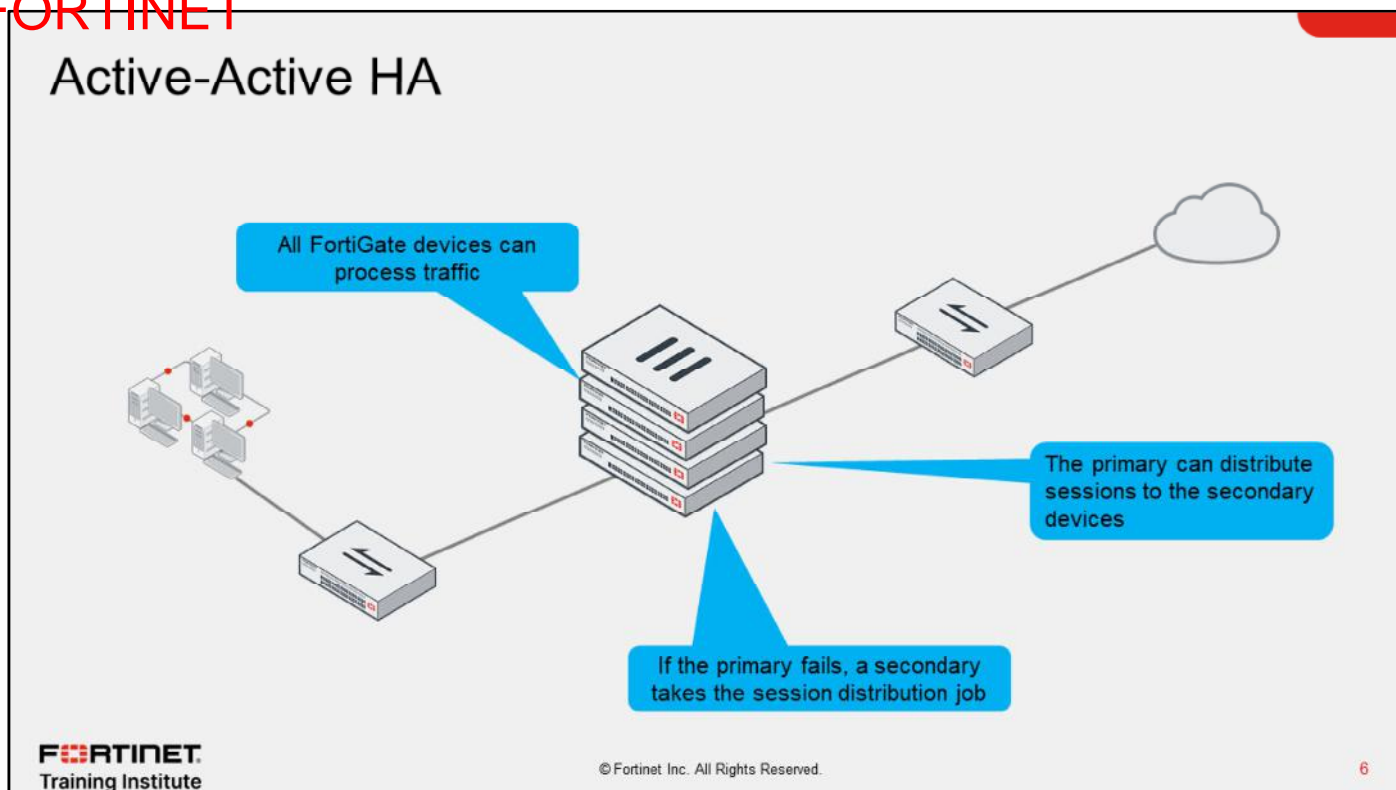 FORTINET
Active-Active HA
All FortiGate devices can
process traffic
The primary can distribute
sessions to the secondary
devices
If the primary fails, a secondary
takes the session distribution job
FORTINET
Training Institute
© Fortinet Inc. All Rights Reserved.
6